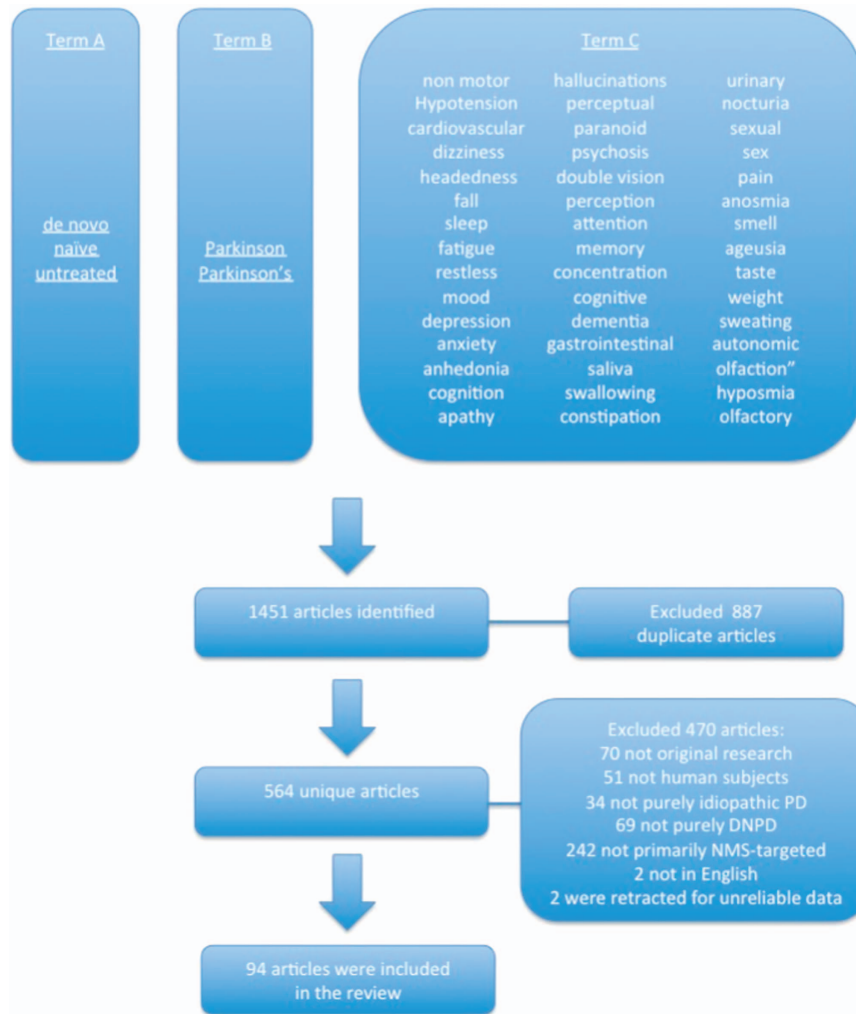 Term A
de novo
naïve
untreated
Term B
Parkinson
Parkinson's
Term C
non motor
Hypotension
cardiovascular
dizziness
headedness
fall
sleep
fatigue
restless
mood
depression
anxiety
anhedonia
cognition
apathy
hallucinations
perceptual
paranoid
psychosis
double vision
perception
attention
memory
concentration
cognitive
dementia
gastrointestinal
saliva
swallowing
constipation
urinary
nocturia
sexual
sex
pain
anosmia
smell
ageusia
taste
weight
sweating
autonomic
olfaction”
hyposmia
olfactory
1451 articles identified
Excluded 887
duplicate articles
564 unique articles
Excluded 470 articles:
70 not original research
51 not human subjects
34 not purely idiopathic PD
69 not purely DNPD
242 not primarily NMS-targeted
2 not in English
2 were retracted for unreliable data
94 articles were included
in the review